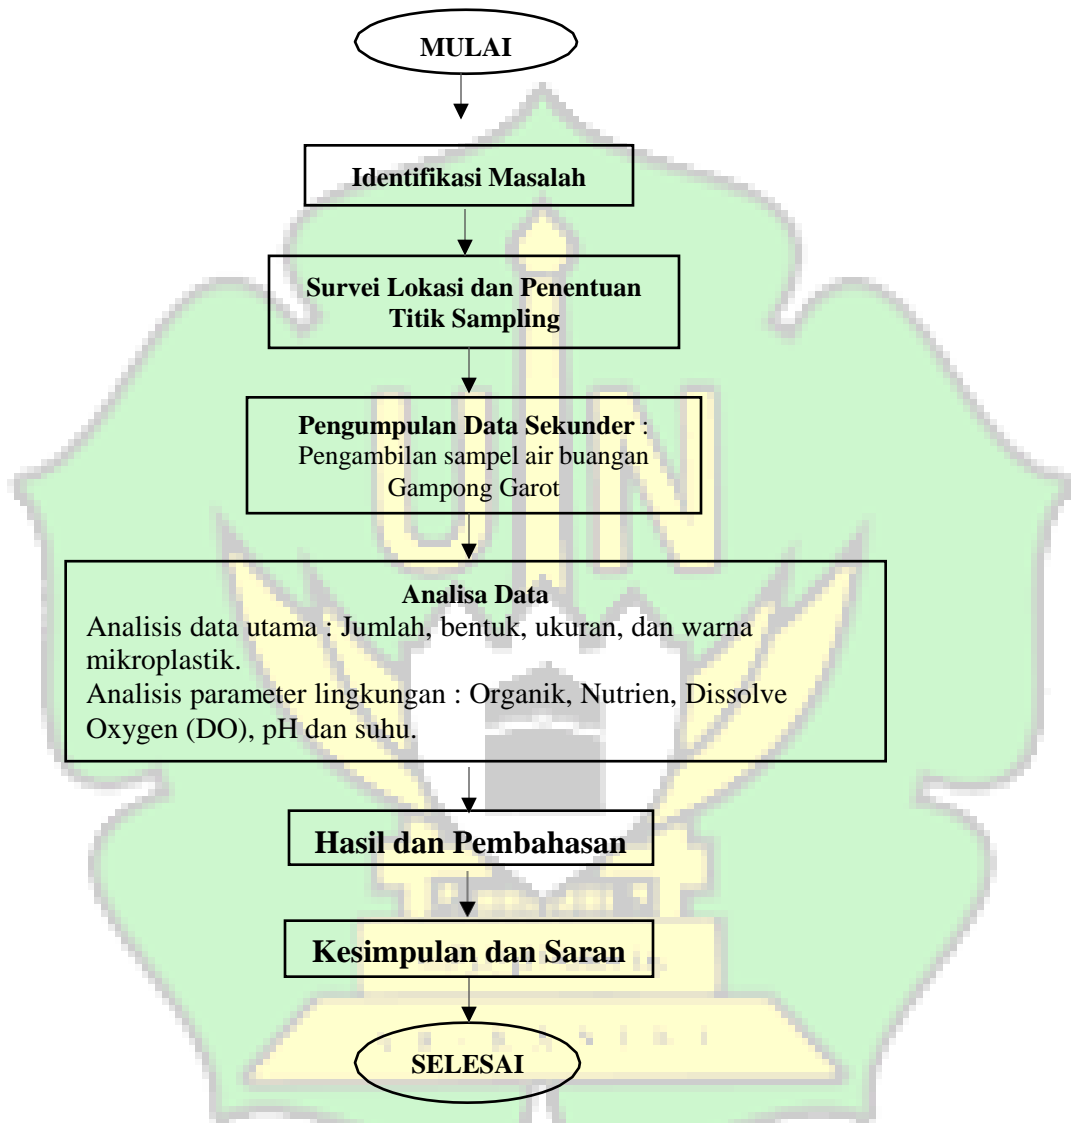 MULAI
Identifikasi Masalah
Survei Lokasi dan Penentuan
Titik Sampling
Pengumpulan Data Sekunder :
Pengambilan sampel air buangan
Gampong Garot
UIN
Analisa Data
Analisis data utama : Jumlah, bentuk, ukuran, dan warna
mikroplastik.
Analisis parameter lingkungan : Organik, Nutrien, Dissolve
Oxygen (DO), pH dan suhu.
Hasil dan Pembahasan
Kesimpulan dan Saran
SELESAI